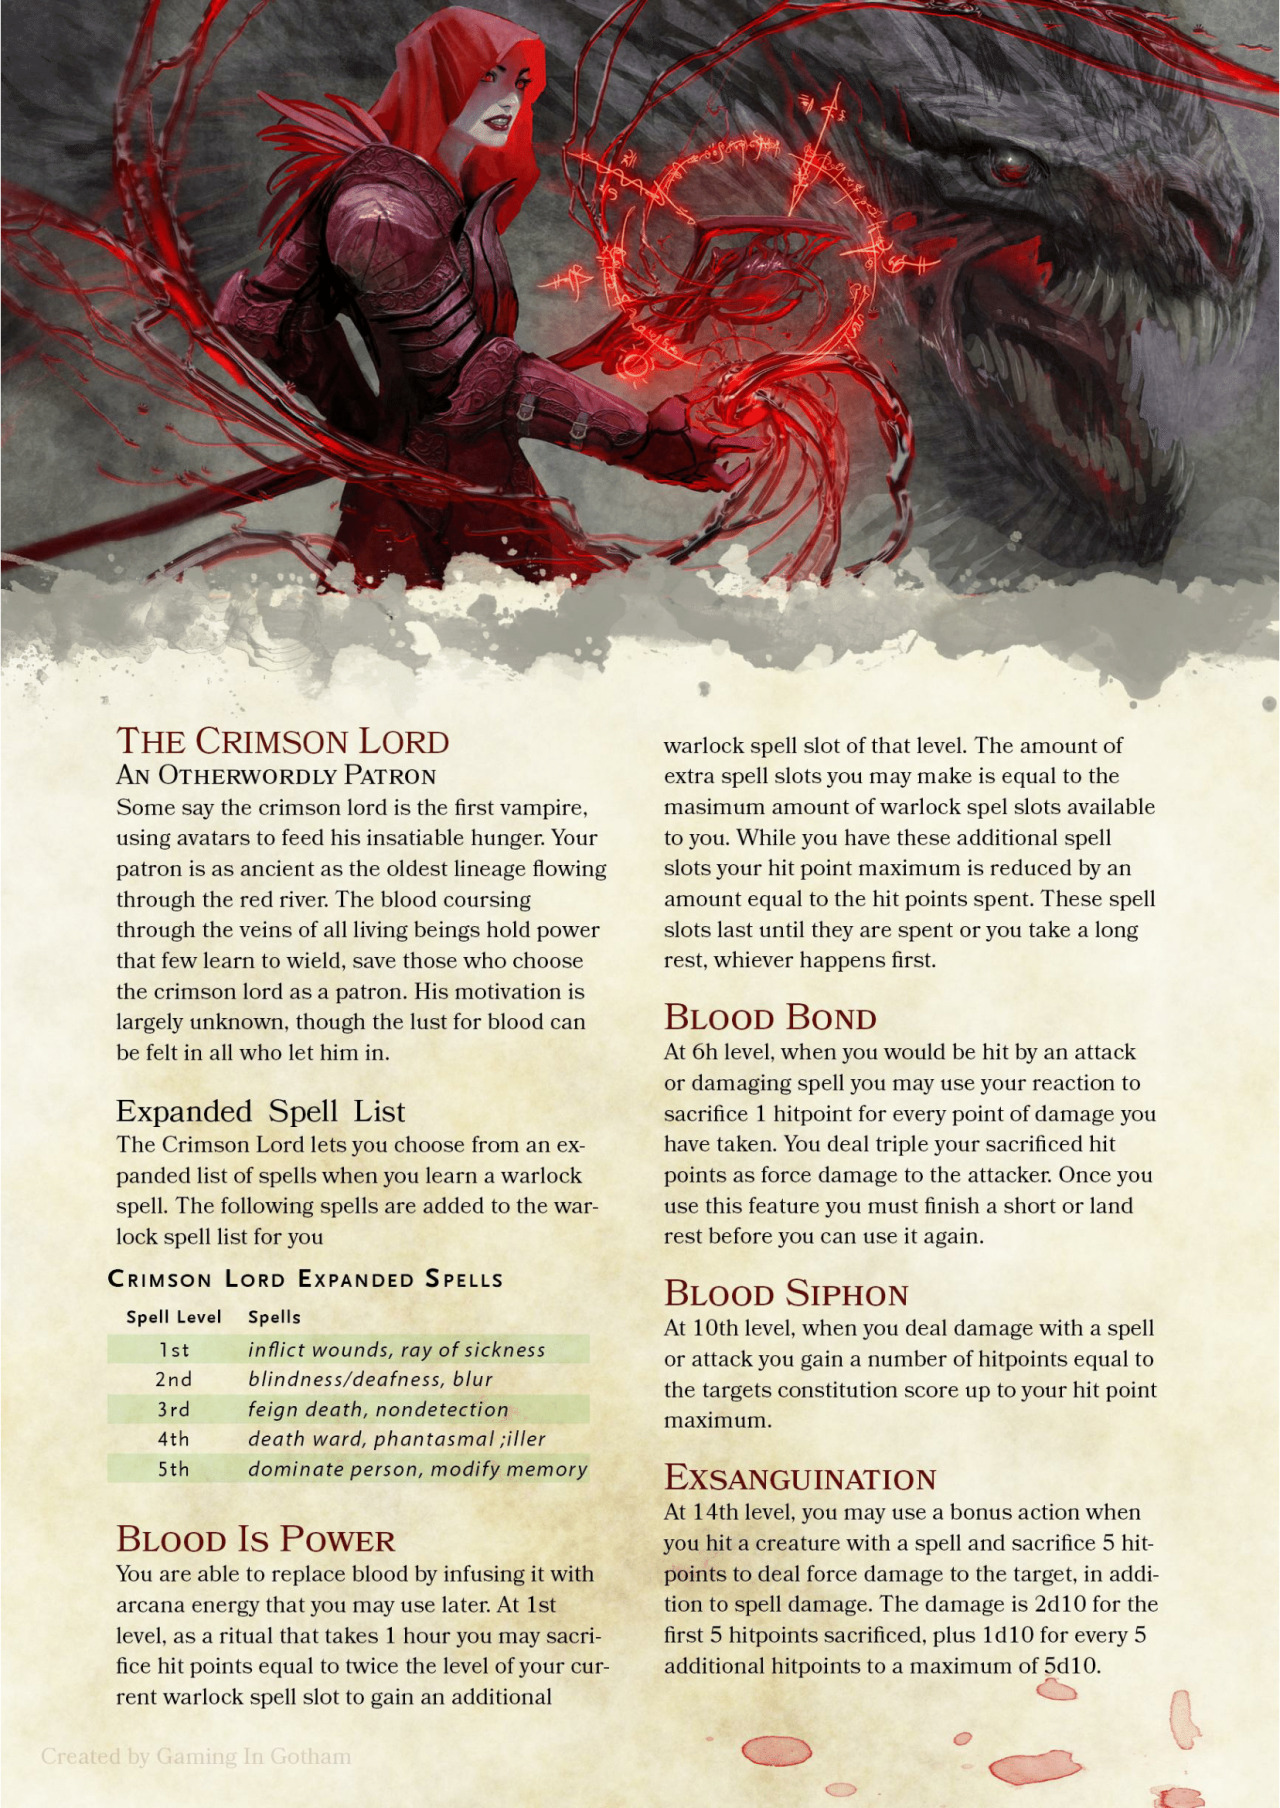 The Crimson Lord
An Otherwordly Patron
Some say the crimson lord is the first vampire,
using avatars to feed his insatiable hunger. Your
patron is as ancient as the oldest lineage flowing
through the red river. The blood coursing
through the veins of all living beings hold power
that few learn to wield, save those who choose
the crimson lord as a patron. His motivation is
largely unknown, though the lust for blood can
be felt in all who let him in.
Expanded Spell List
The Crimson Lord lets you choose from an ex-
panded list of spells when you learn a warlock
spell. The following spells are added to the war-
lock spell list for you
Crimson Lord Expanded Spells
Spell Level Spells
1st inflict wounds, ray of sickness
2nd blindness/deafness, blur
3rd feign death, nondetection
4th death ward, phantasmal ;iller
5th dominate person, modify memory
Blood Is Power
You are able to replace blood by infusing it with
arcana energy that you may use later. At 1st
level, as a ritual that takes 1 hour you may sacri-
fice hit points equal to twice the level of your cur-
rent warlock spell slot to gain an additional
warlock spell slot of that level. The amount of
extra spell slots you may make is equal to the
masimum amount of warlock spel slots available
to you. While you have these additional spell
slots your hit point maximum is reduced by an
amount equal to the hit points spent. These spell
slots last until they are spent or you take a long
rest, whiever happens first.
Blood Bond
At 6h level, when you would be hit by an attack
or damaging spell you may use your reaction to
sacrifice 1 hitpoint for every point of damage you
have taken. You deal triple your sacrificed hit
points as force damage to the attacker. Once you
use this feature you must finish a short or land
rest before you can use it again.
Blood Siphon
At 10th level, when you deal damage with a spell
or attack you gain a number of hitpoints equal to
the targets constitution score up to your hit point
maximum.
Exsanguination
At 14th level, you may use a bonus action when
you hit a creature with a spell and sacrifice 5 hit-
points to deal force damage to the target, in addi-
tion to spell damage. The damage is 2d10 for the
first 5 hitpoints sacrificed, plus 1d10 for every 5
additional hitpoints to a maximum of 5d10.
Created by Gaming In Gotham